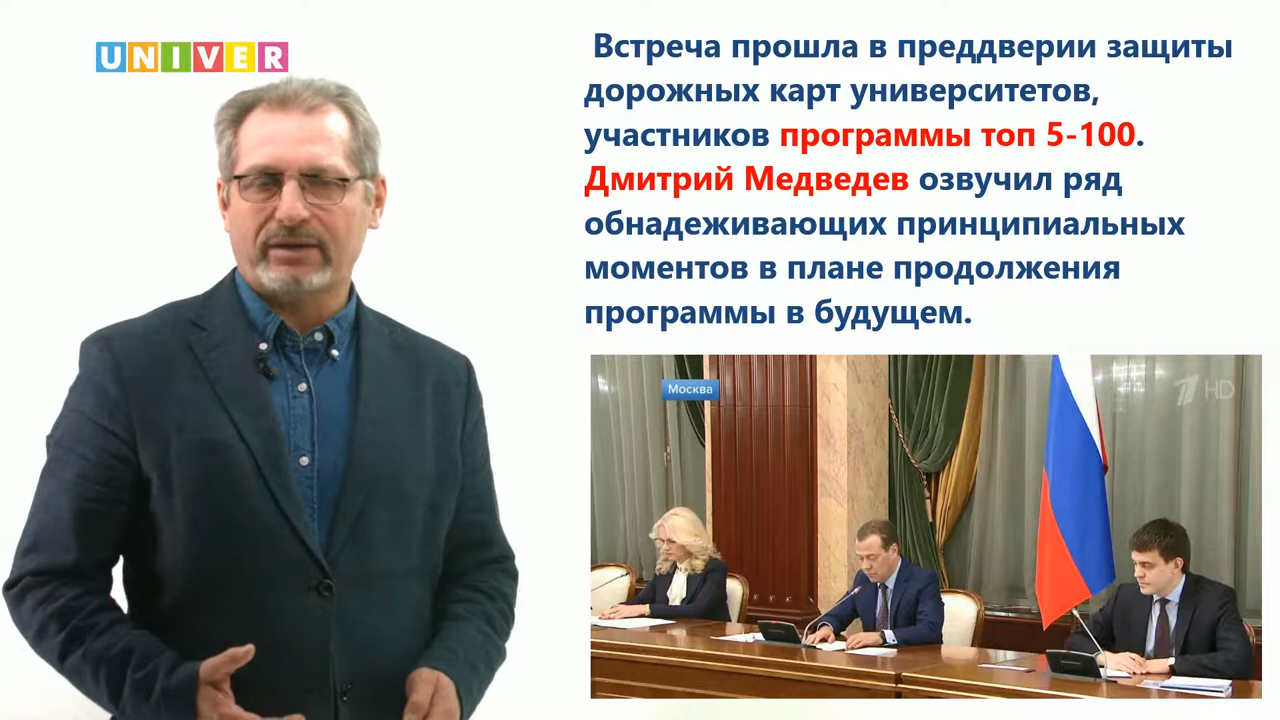 UNIVER
Встреча прошла в преддверии защиты
дорожных карт университетов,
участников программы топ 5-100.
Дмитрий Медведев озвучил ряд
обнадеживающих принципиальных
моментов в плане продолжения
программы в будущем.
Москва
1 HD